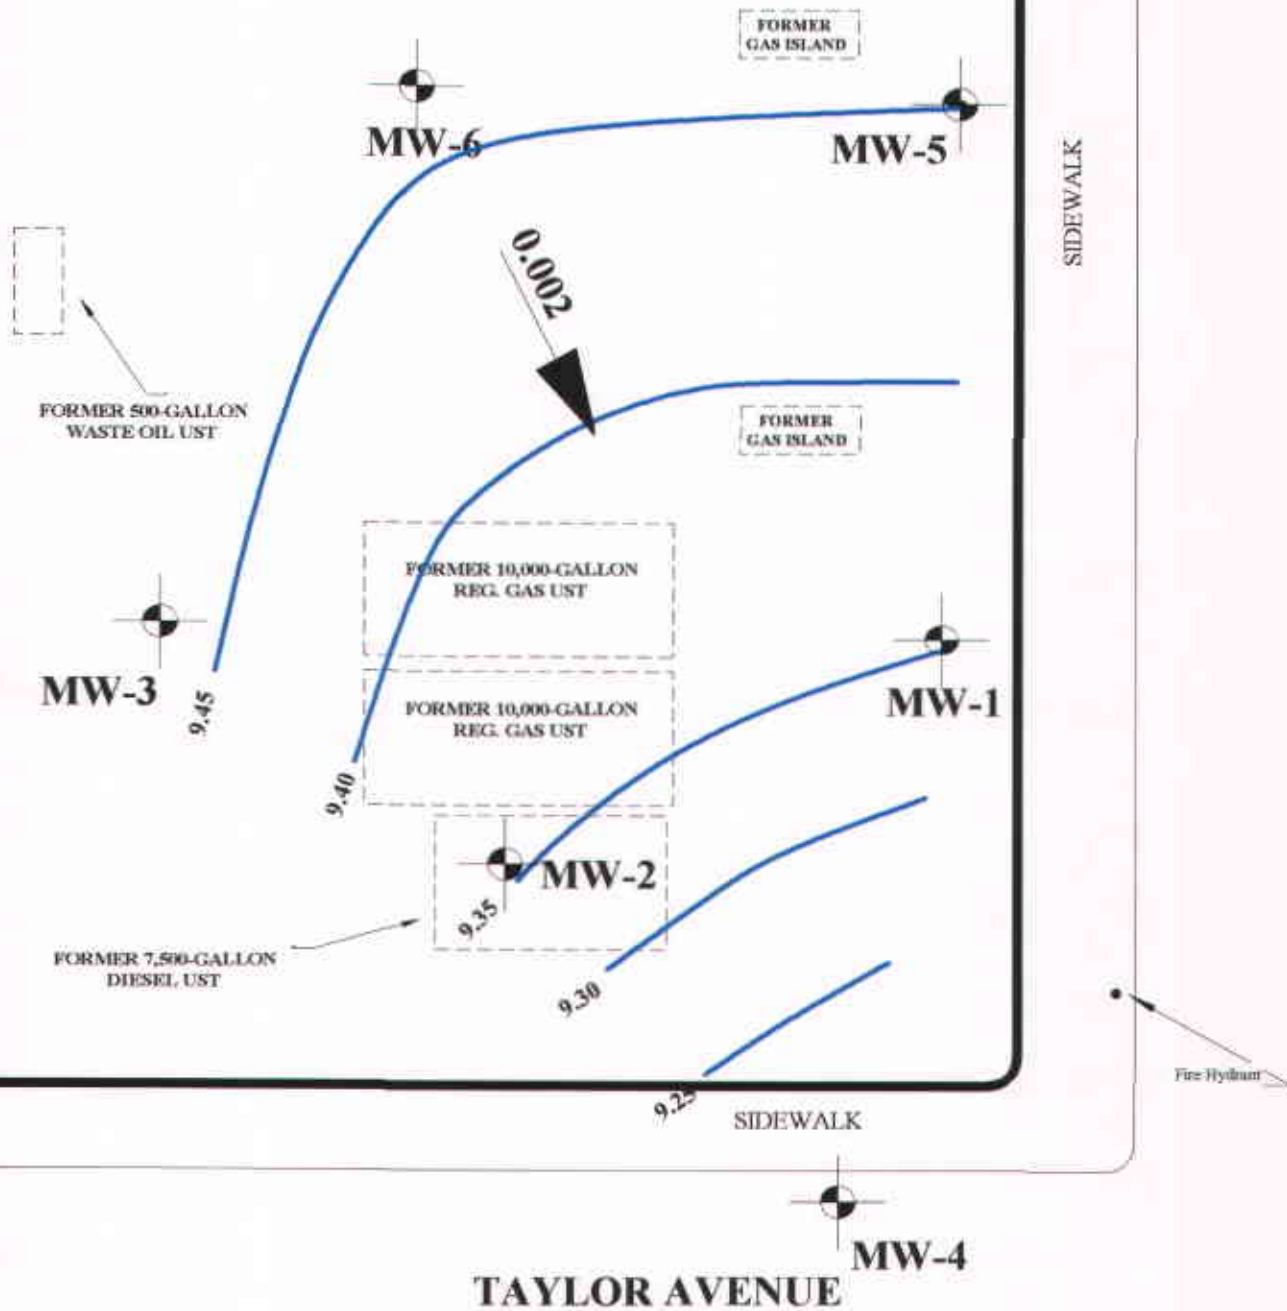 FORMER
GAS ISLAND
MW-6
MW-5
SIDEWALK
0.002
FORMER 500-GALLON
WASTE OIL UST
FORMER
GAS ISLAND
FORMER 10,000-GALLON
REG. GAS UST
MW-3
9.45
FORMER 10,000-GALLON
REG. GAS UST
MW-1
9.40
MW-2
9.35
FORMER 7,500-GALLON
DIESEL UST
9.30
Fire Hydrant
9.25
SIDEWALK
MW-4
TAYLOR AVENUE